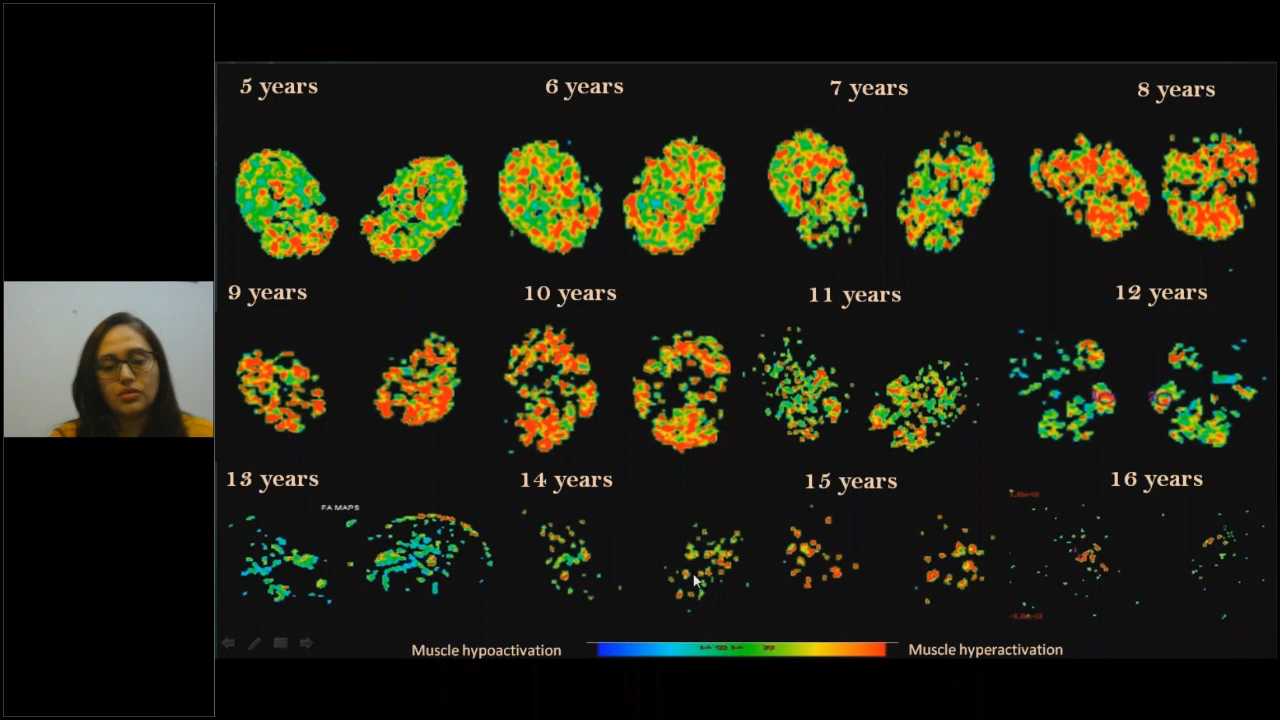 5 years
6 years
7 years
8 years
9 years
10 years
11 years
12 years
13 years
14 years
15 years
16 years
FA MAPS
Muscle hypoactivation
Muscle hyperactivation